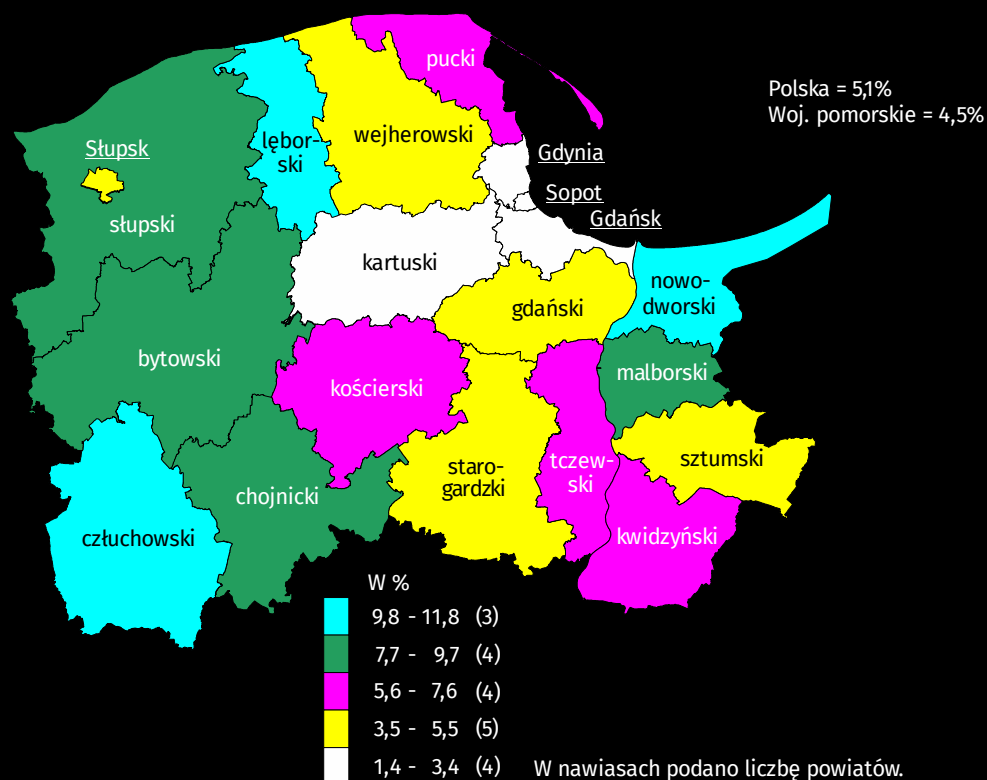 pucki
Polska = 5,1%
Woj. pomorskie = 4,5%
wejherowski
lębor-
ski
Słupsk
Gdynia
Sopot
Gdańsk
słupski
kartuski
nowo-
dworski
gdański
bytowski
malborski
kościerski
staro-
gardzki
tczew-
ski
sztumski
chojnicki
człuchowski
kwidzyński
W %
9,8 - 11,8 (3)
7,7 - 9,7 (4)
5,6 - 7,6 (4)
3,5 - 5,5 (5)
1,4 - 3,4 (4)
W nawiasach podano liczbę powiatów.